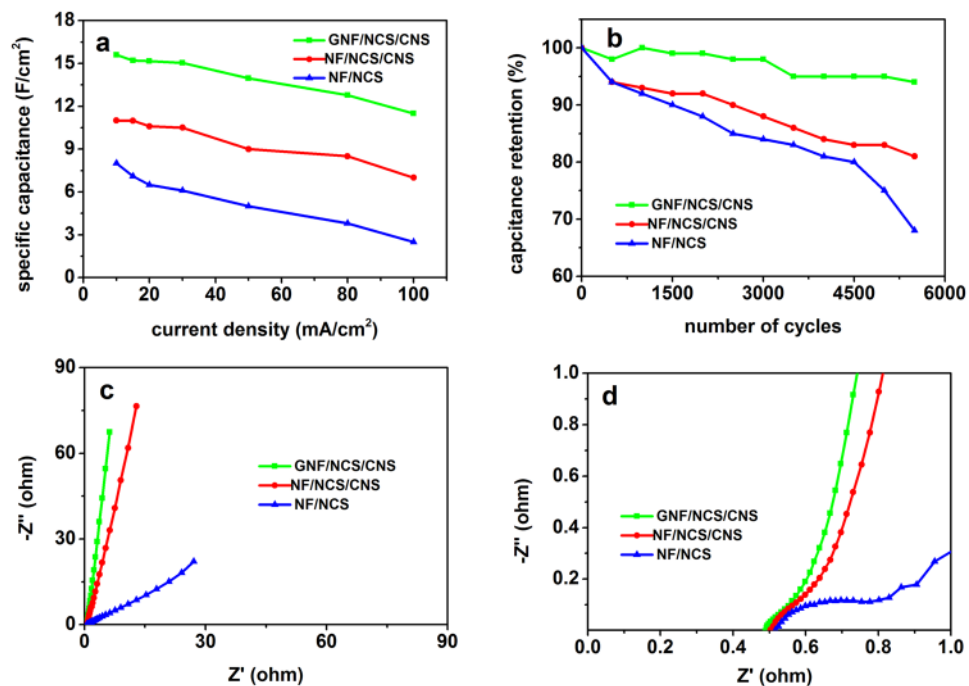 a
GNF/NCS/CNS
NF/NCS/CNS
NF/NCS
specific capacitance (F/cm²)
18
15
12
9
6
3
0
0 20 40 60 80 100
current density (mA/cm²)
b
GNF/NCS/CNS
NF/NCS/CNS
NF/NCS
capcitance retention (%)
100
90
80
70
60
0 1500 3000 4500 6000
number of cycles
c
GNF/NCS/CNS
NF/NCS/CNS
NF/NCS
-Z'' (ohm)
90
60
30
0
0 30 60 90
Z' (ohm)
d
GNF/NCS/CNS
NF/NCS/CNS
NF/NCS
-Z'' (ohm)
1.0
0.8
0.6
0.4
0.2
0.0 0.2 0.4 0.6 0.8 1.0
Z' (ohm)